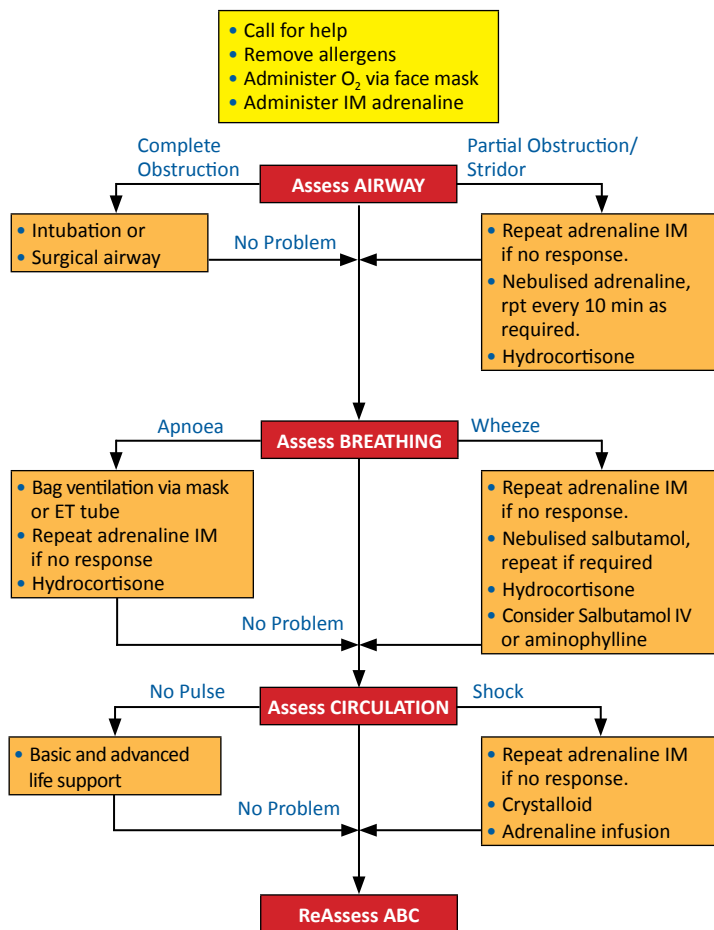 • Call for help
• Remove allergens
• Administer O₂ via face mask
• Administer IM adrenaline
Complete
Obstruction
Assess AIRWAY
Partial Obstruction/
Stridor
• Intubation or
• Surgical airway
No Problem
• Repeat adrenaline IM
if no response.
• Nebulised adrenaline,
rpt every 10 min as
required.
• Hydrocortisone
Apnoea
Assess BREATHING
Wheeze
• Bag ventilation via mask
or ET tube
• Repeat adrenaline IM
if no response
• Hydrocortisone
No Problem
• Repeat adrenaline IM
if no response.
• Nebulised salbutamol,
repeat if required
• Hydrocortisone
• Consider Salbutamol IV
or aminophylline
No Pulse
Assess CIRCULATION
Shock
• Basic and advanced
life support
No Problem
• Repeat adrenaline IM
if no response.
• Crystalloid
• Adrenaline infusion
ReAssess ABC